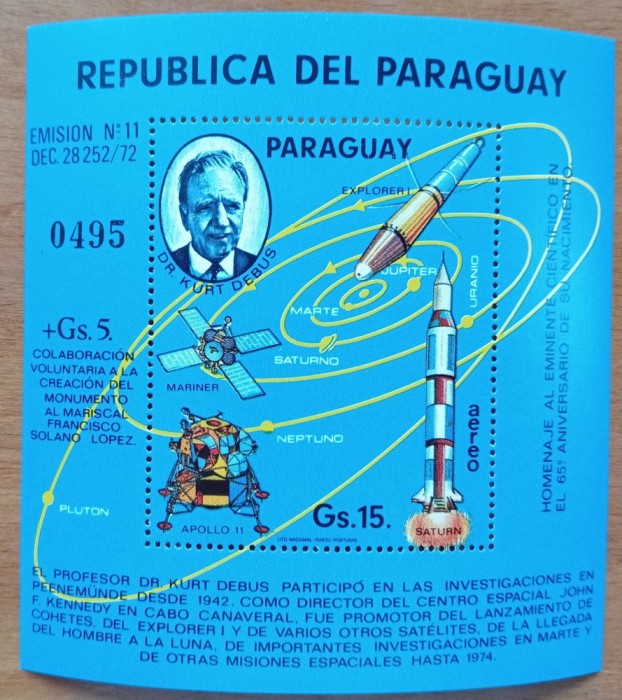 REPUBLICA DEL PARAGUAY
EMISION Nº 11
DEC. 28252/72
0495
PARAGUAY
DR. KURT DEBUS
EXPLORER I
JUPITER
URANIO
MARTE
SATURNO
MARINER
NEPTUNO
PLUTON
APOLLO 11
SATURN
aereo
Gs.15.
LITO NACIONAL-PORTO-PORTUGAL
+Gs.5.
COLABORACIÓN
VOLUNTARIA A LA
CREACIÓN DEL
MONUMENTO
AL MARISCAL
FRANCISCO
SOLANO LOPEZ.
HOMENAJE AL EMINENTE CIENTIFICO EN
EL 65º ANIVERSARIO DE SU NACIMIENTO.
EL PROFESOR DR. KURT DEBUS PARTICIPÓ EN LAS INVESTIGACIONES EN
PEENEMÜNDE DESDE 1942, COMO DIRECTOR DEL CENTRO ESPACIAL JOHN
F. KENNEDY EN CABO CANAVERAL, FUE PROMOTOR DEL LANZAMIENTO DE
COHETES, DEL EXPLORER I Y DE VARIOS OTROS SATÉLITES, DE LA LLEGADA
DEL HOMBRE A LA LUNA, DE IMPORTANTES INVESTIGACIONES EN MARTE Y
DE OTRAS MISIONES ESPACIALES HASTA 1974.